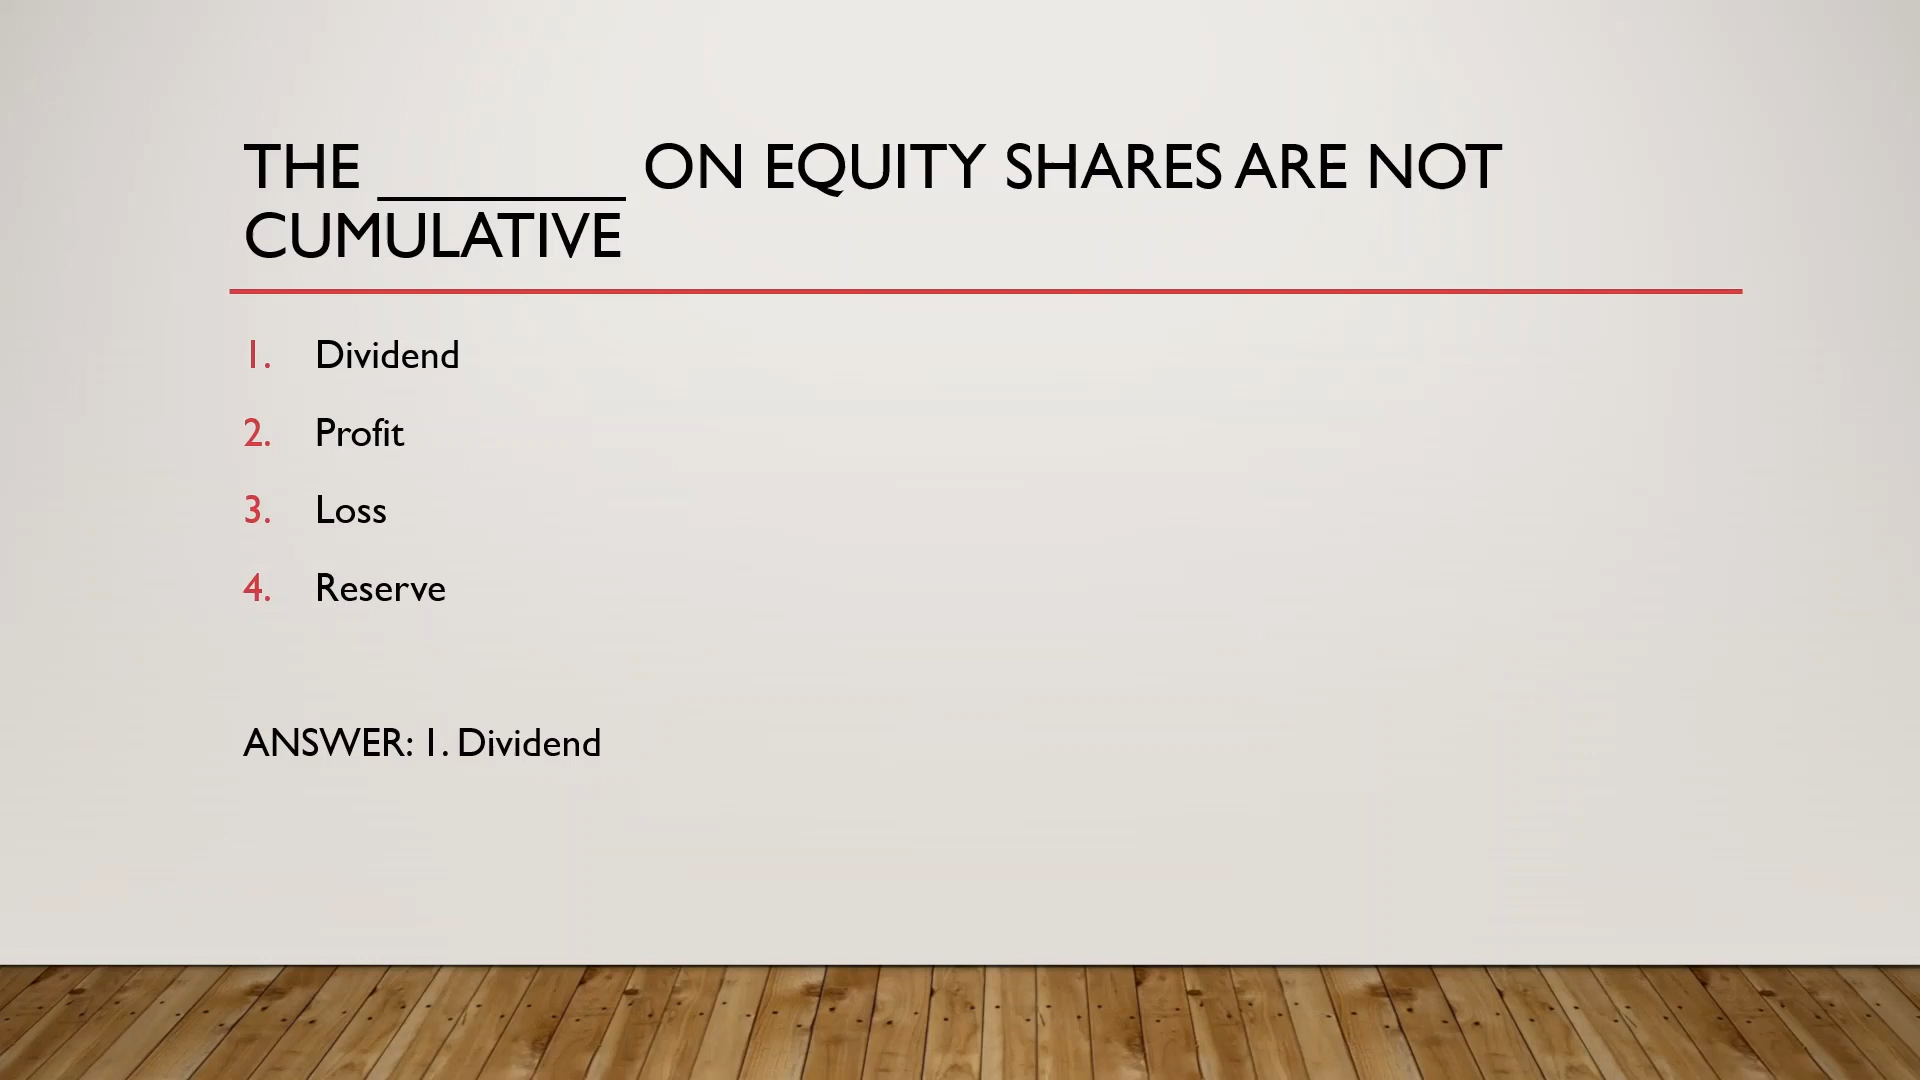 THE ________ ON EQUITY SHARES ARE NOT
CUMULATIVE
1. Dividend
2. Profit
3. Loss
4. Reserve
ANSWER: 1. Dividend